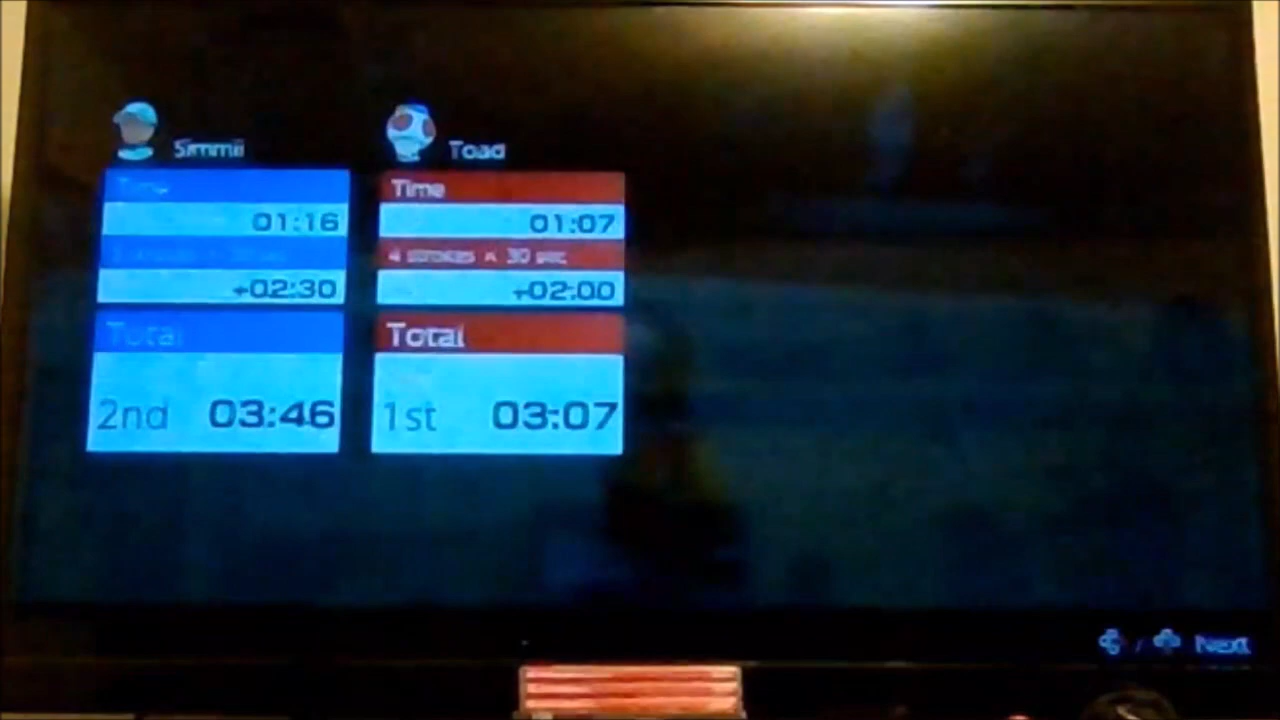 Simmii
Time
01:16
+02:30
Total
2nd 03:46
Toad
Time
01:07
4 strokes × 30 sec
+02:00
Total
1st 03:07
/ Next